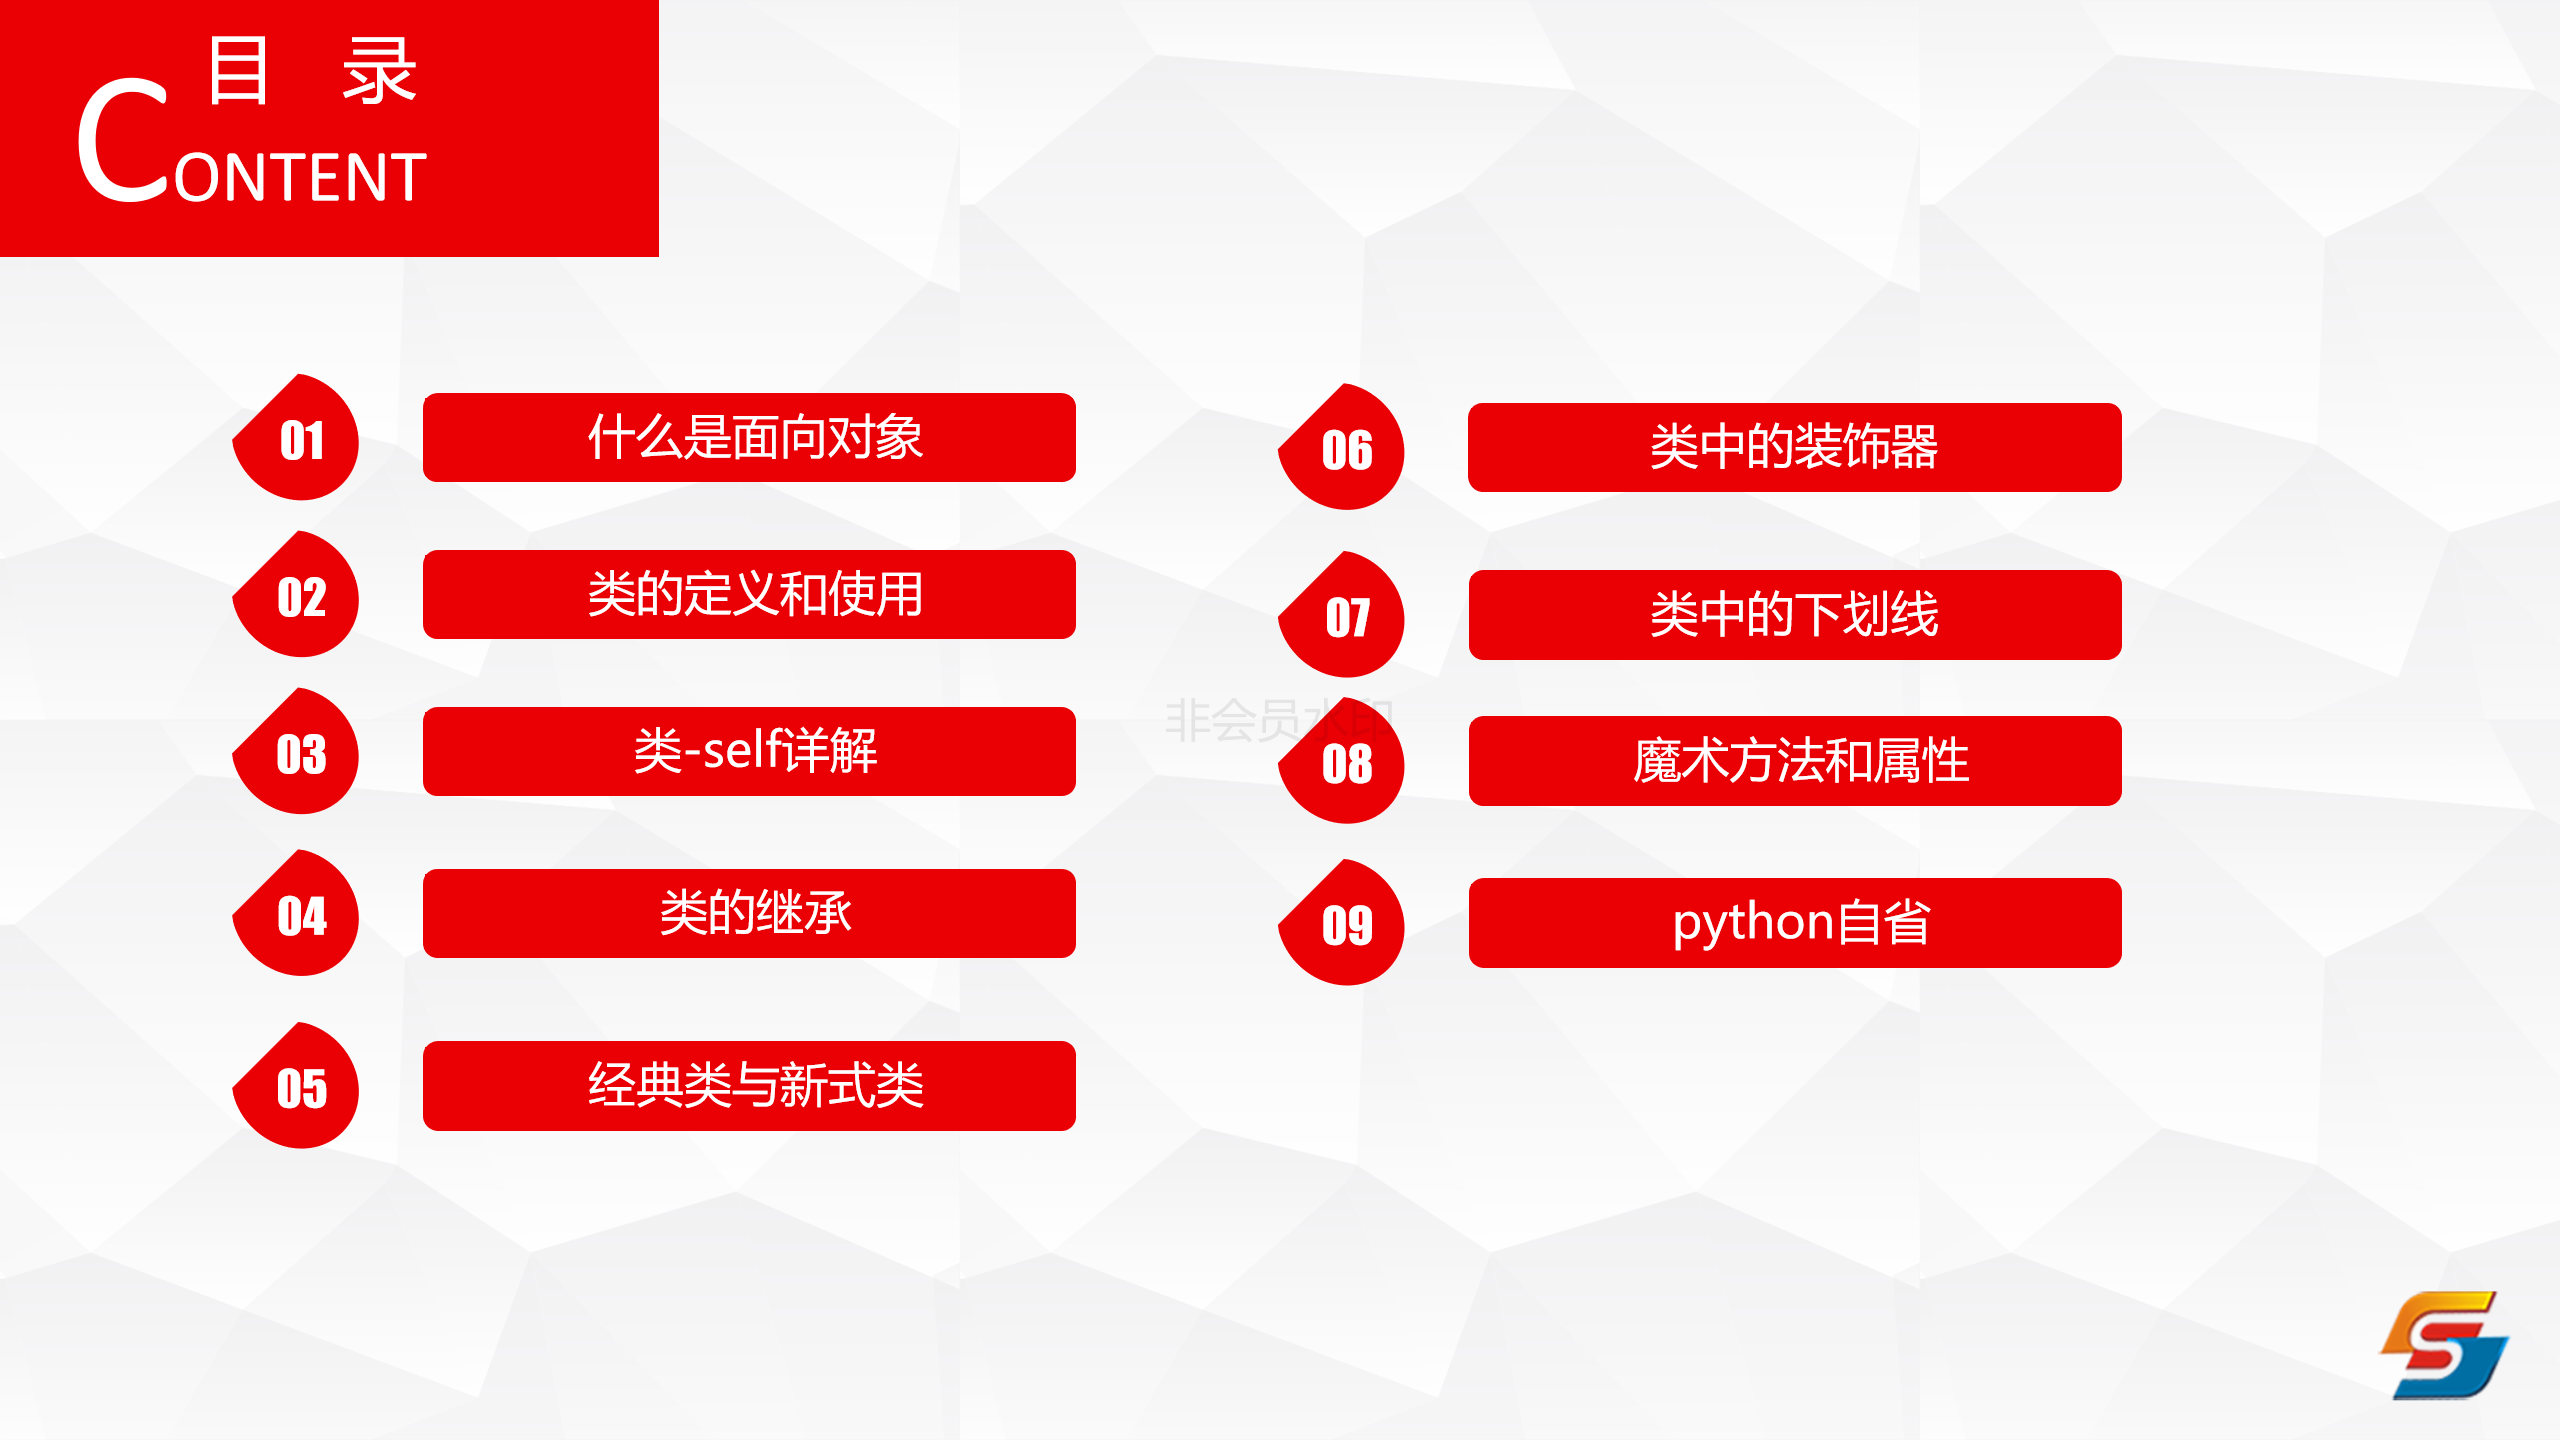 目 录
CONTENT
01
什么是面向对象
02
类的定义和使用
03
类-self详解
04
类的继承
05
经典类与新式类
06
类中的装饰器
07
类中的下划线
08
魔术方法和属性
09
python自省
非会员水印